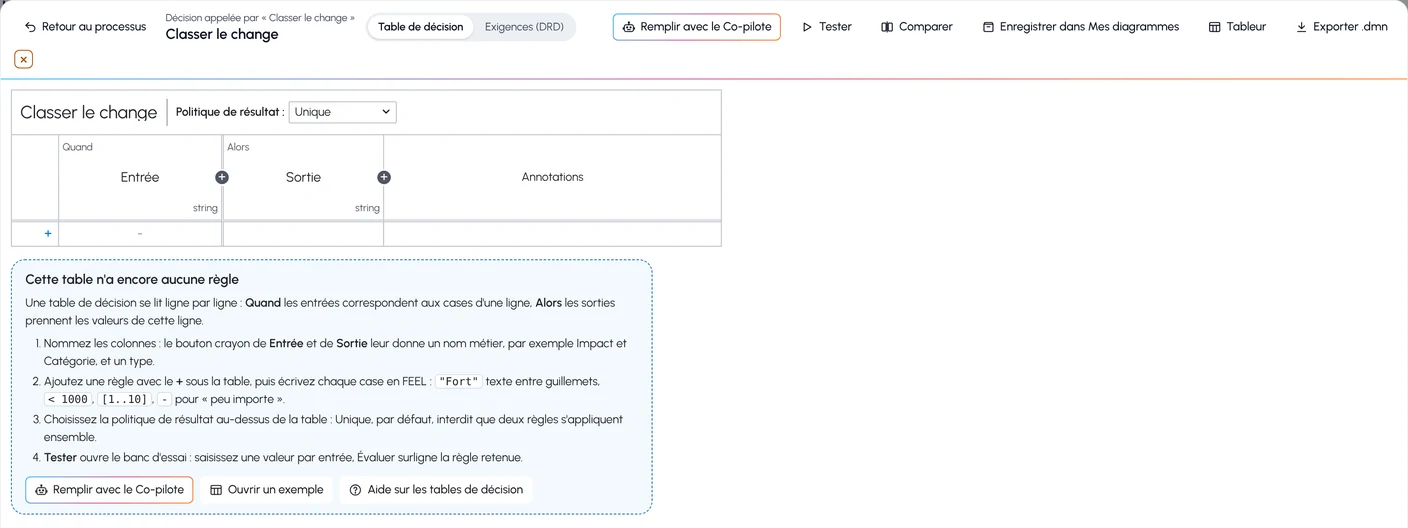 Retour au processus
Décision appelée par « Classer le change »
Classer le change
Table de décision
Exigences (DRD)
Remplir avec le Co-pilote
Tester
Comparer
Enregistrer dans Mes diagrammes
Tableur
Exporter .dmn
Classer le change
Politique de résultat :
Unique
Quand
Entrée
string
Alors
Sortie
string
Annotations
+
-
Cette table n'a encore aucune règle
Une table de décision se lit ligne par ligne : Quand les entrées correspondent aux cases d'une ligne, Alors les sorties
prennent les valeurs de cette ligne.
1. Nommez les colonnes : le bouton crayon de Entrée et de Sortie leur donne un nom métier, par exemple Impact et
Catégorie, et un type.
2. Ajoutez une règle avec le + sous la table, puis écrivez chaque case en FEEL : "Fort" texte entre guillemets,
< 1000, [1..10], - pour « peu importe ».
3. Choisissez la politique de résultat au-dessus de la table : Unique, par défaut, interdit que deux règles s'appliquent
ensemble.
4. Tester ouvre le banc d'essai : saisissez une valeur par entrée, Évaluer surligne la règle retenue.
Remplir avec le Co-pilote
Ouvrir un exemple
Aide sur les tables de décision